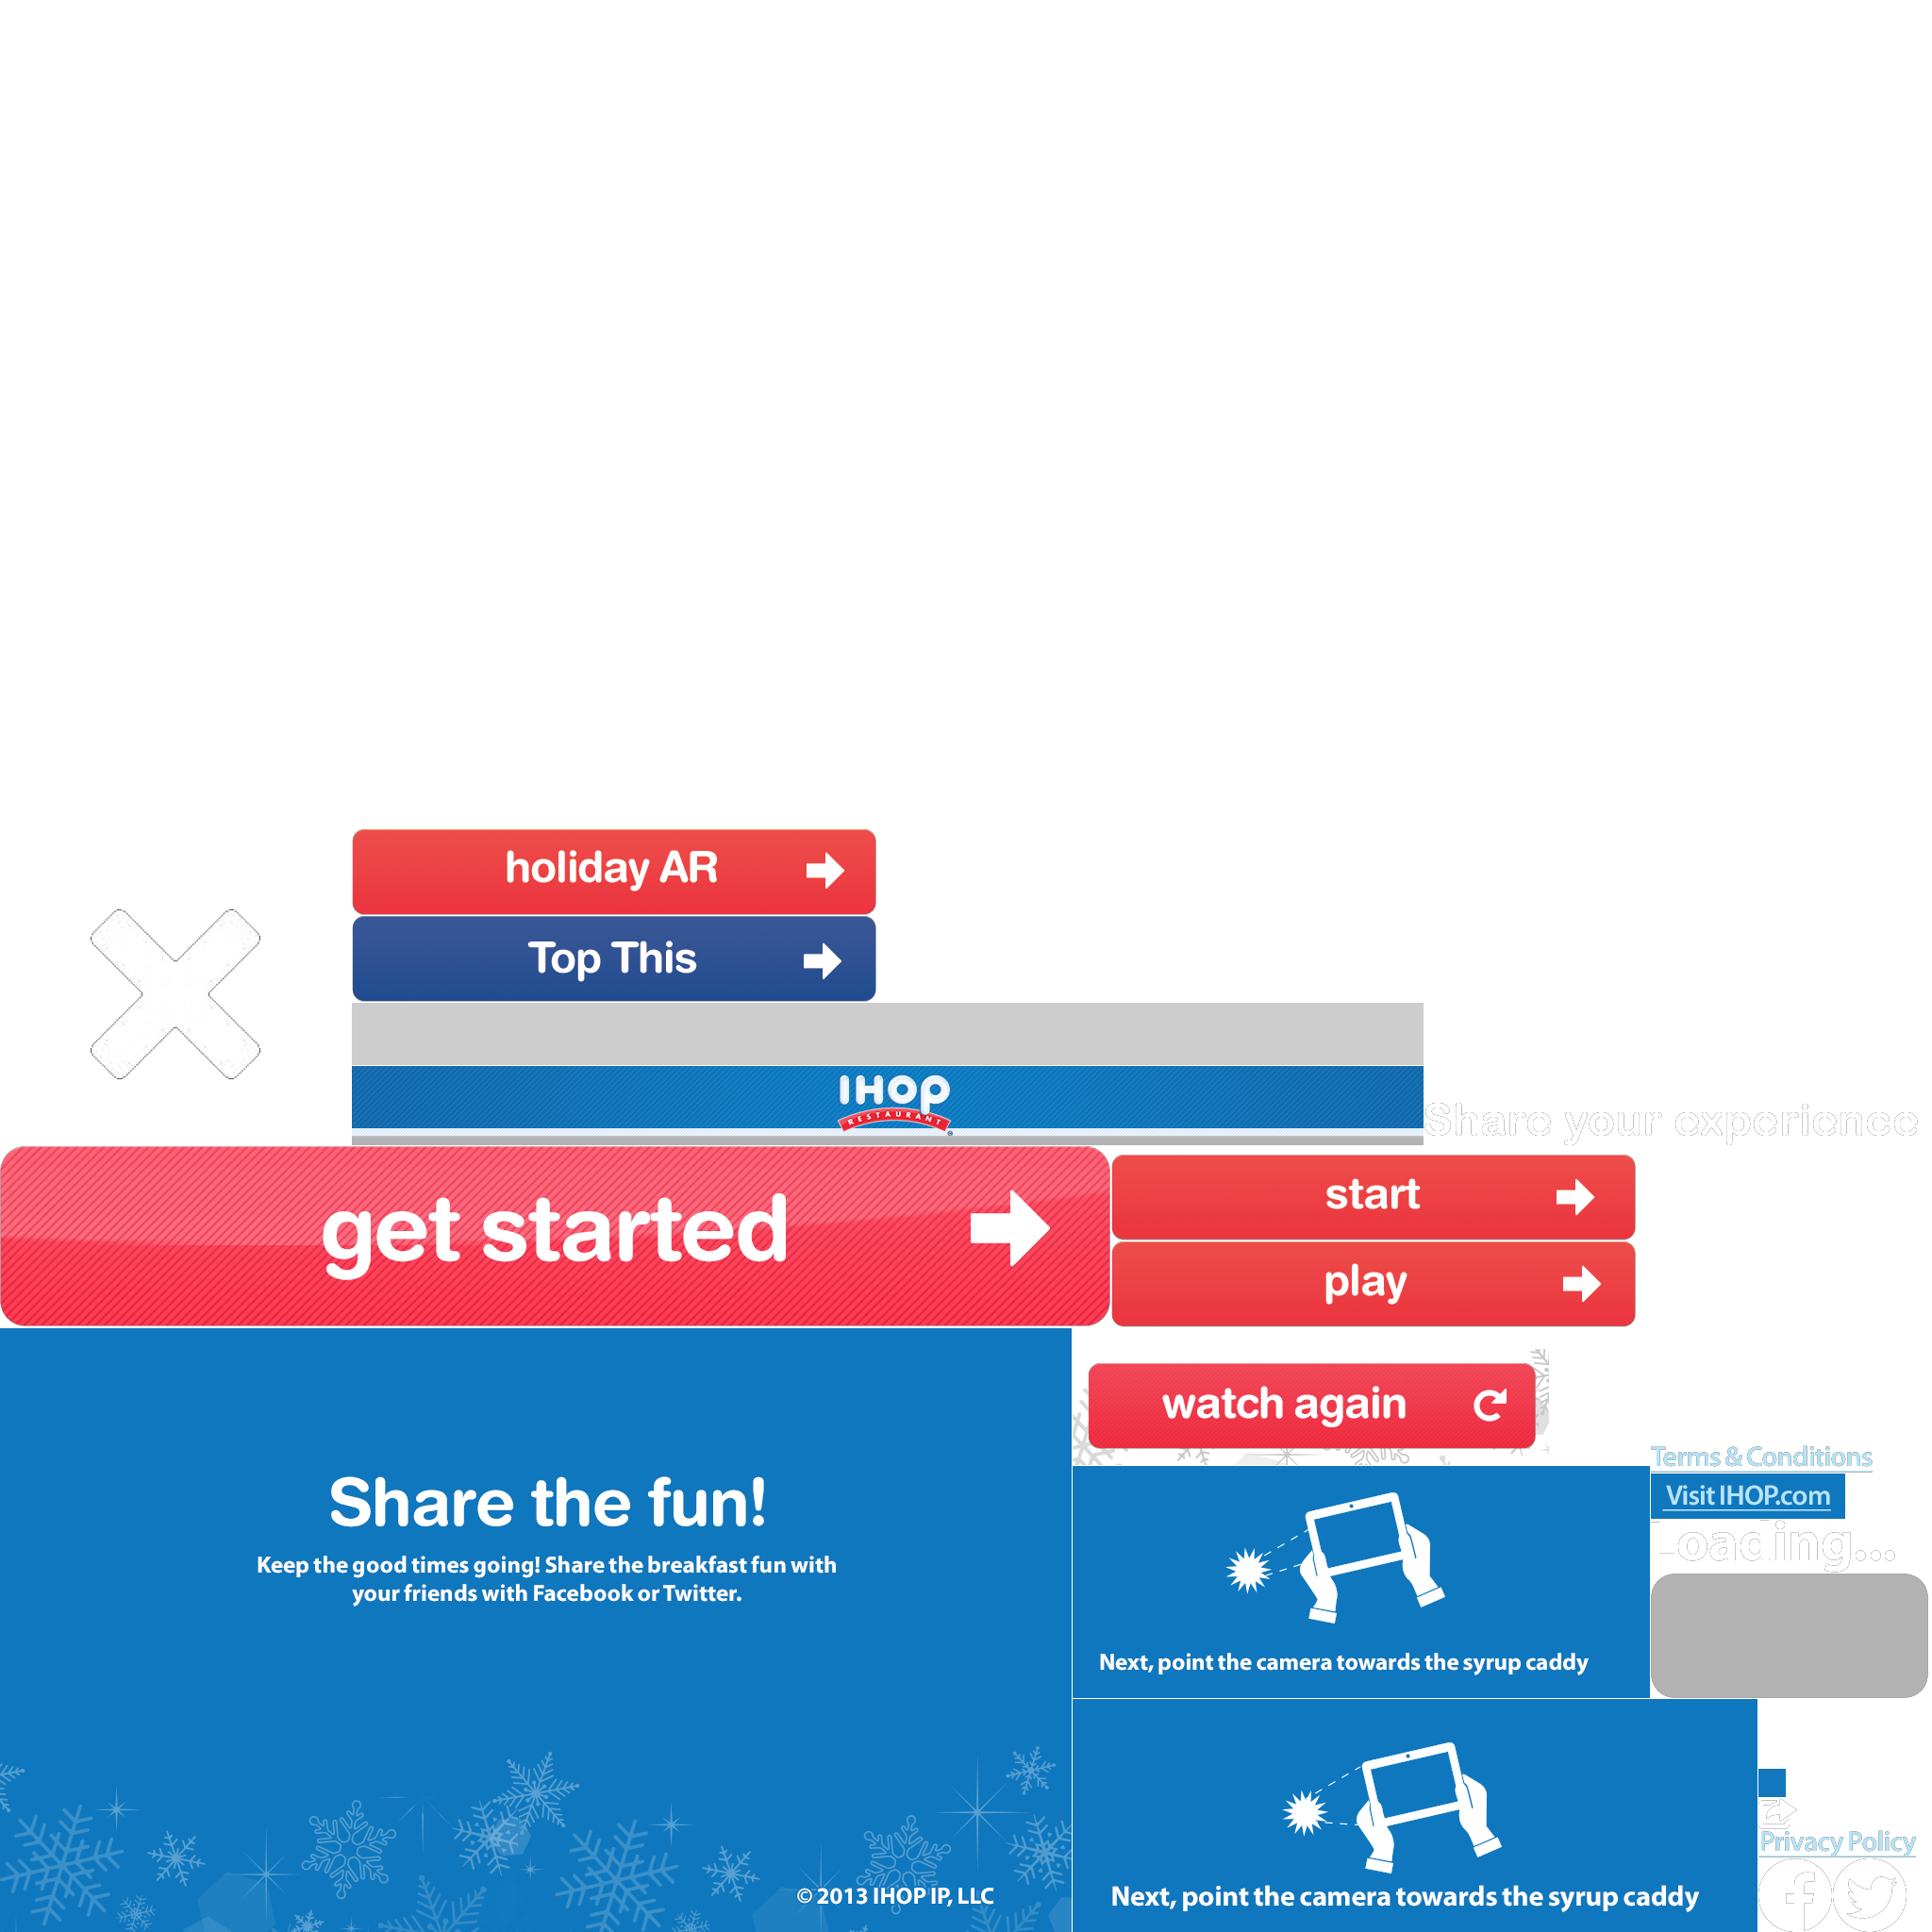 holiday AR
Top This
IHOP
RESTAURANT
Share your experience
get started
start
play
watch again
Share the fun!
Keep the good times going! Share the breakfast fun with
your friends with Facebook or Twitter.
© 2013 IHOP IP, LLC
Terms & Conditions
Visit IHOP.com
Loading...
Next, point the camera towards the syrup caddy
Next, point the camera towards the syrup caddy
Privacy Policy